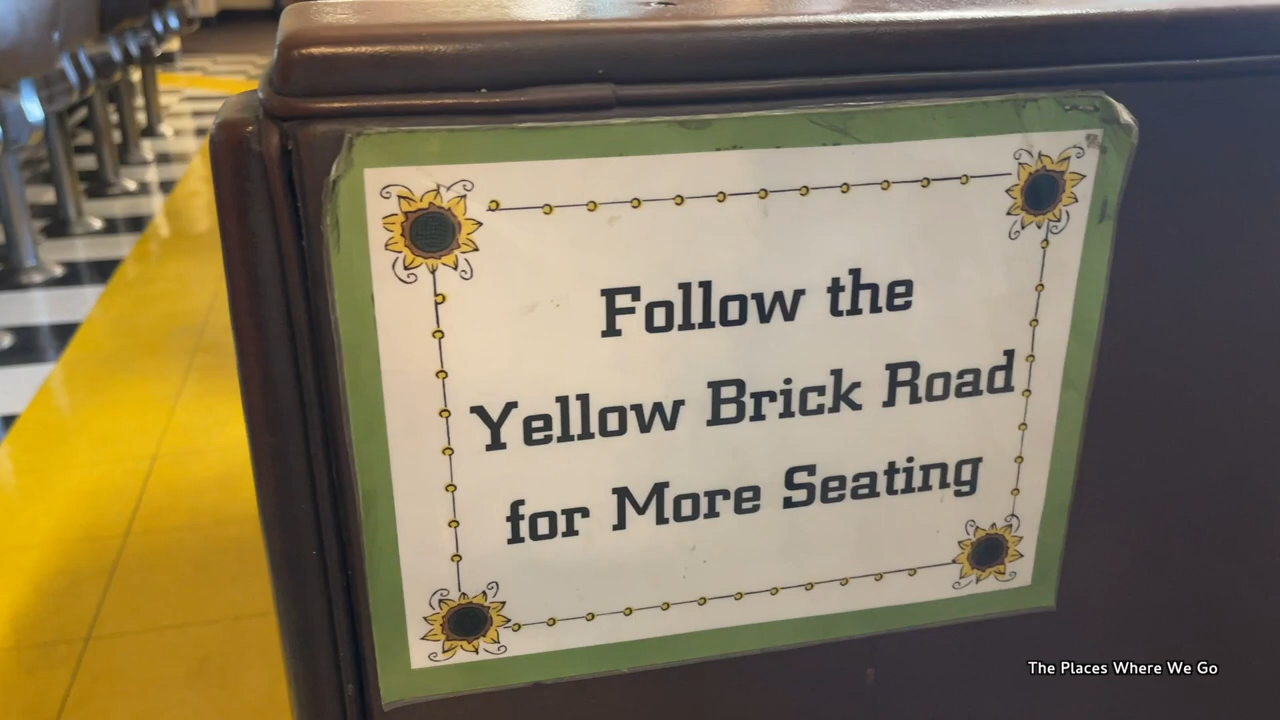 Follow the
Yellow Brick Road
for More Seating
The Places Where We Go